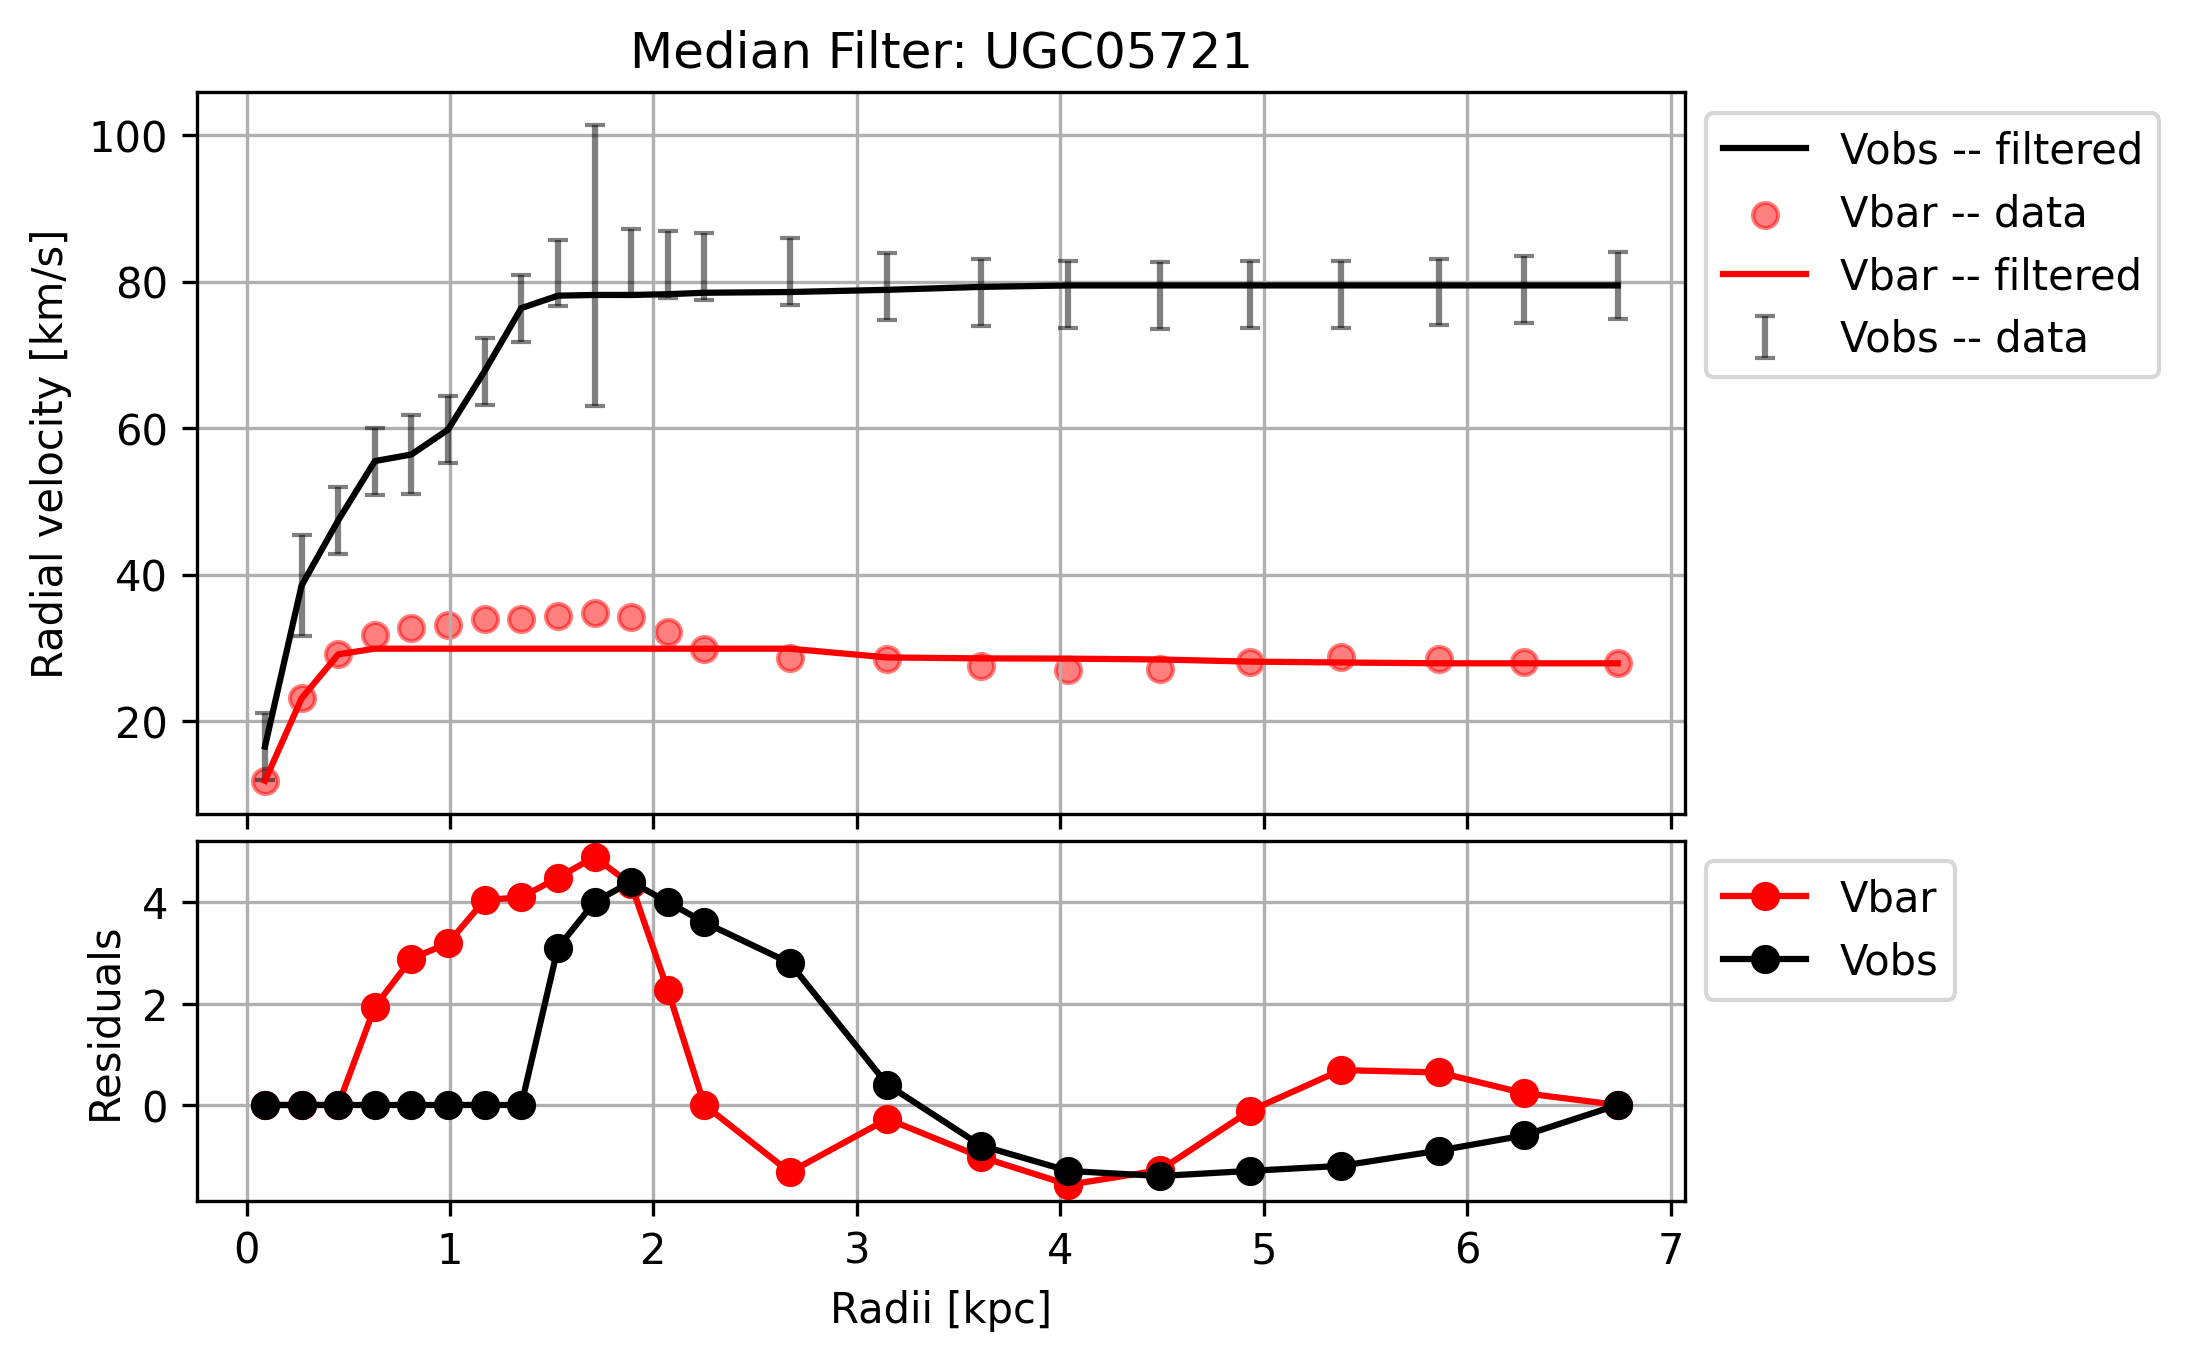 Median Filter: UGC05721
Radial velocity [km/s]
100
80
60
40
20
Vobs -- filtered
Vbar -- data
Vbar -- filtered
Vobs -- data
Residuals
4
2
0
Vbar
Vobs
0 1 2 3 4 5 6 7
Radii [kpc]